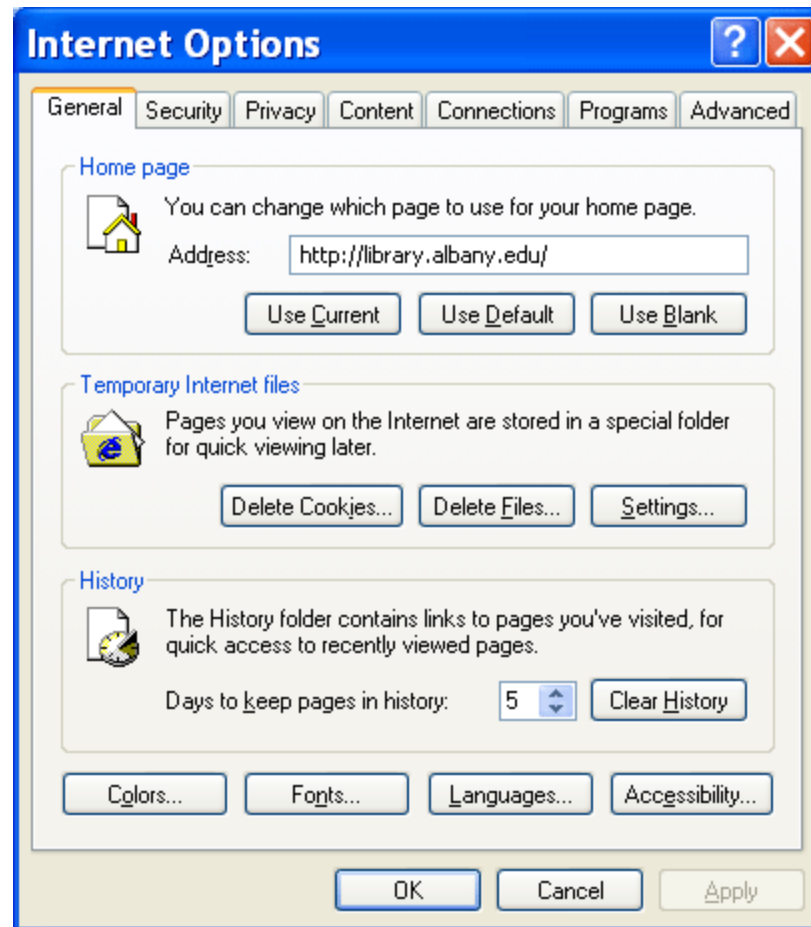 Internet Options
General Security Privacy Content Connections Programs Advanced
Home page
You can change which page to use for your home page.
Address: http://library.albany.edu/
Use Current Use Default Use Blank
Temporary Internet files
Pages you view on the Internet are stored in a special folder
for quick viewing later.
Delete Cookies... Delete Files... Settings...
History
The History folder contains links to pages you've visited, for
quick access to recently viewed pages.
Days to keep pages in history: 5 Clear History
Colors... Fonts... Languages... Accessibility...
OK Cancel Apply